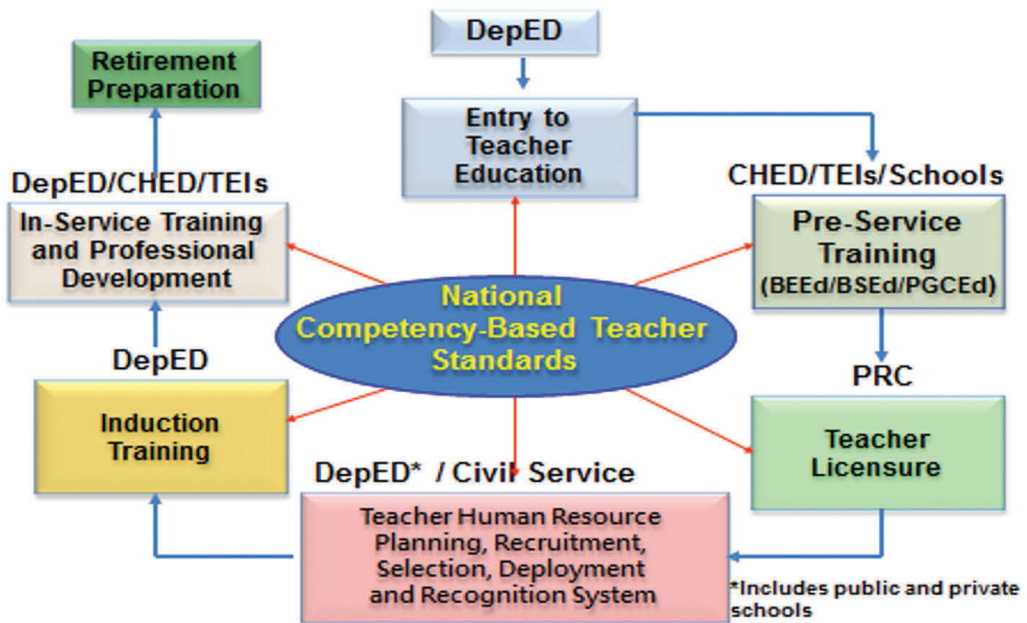 DepED
Entry to
Teacher
Education
CHED/TEIs/Schools
Pre-Service
Training
(BEEd/BSEd/PGCEd)
PRC
Teacher
Licensure
DepED* / Civil Service
Teacher Human Resource
Planning, Recruitment,
Selection, Deployment
and Recognition System
*Includes public and private
schools
DepED
Induction
Training
DepED/CHED/TEIs
In-Service Training
and Professional
Development
Retirement
Preparation
National
Competency-Based Teacher
Standards